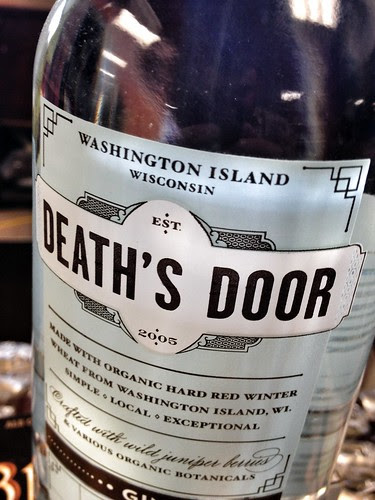 WASHINGTON ISLAND
WISCONSIN
EST.
DEATH'S DOOR
2005
MADE WITH ORGANIC HARD RED WINTER
WHEAT FROM WASHINGTON ISLAND, WI.
SIMPLE ⋄ LOCAL ⋄ EXCEPTIONAL
Crafted with wild juniper berries
& VARIOUS ORGANIC BOTANICALS